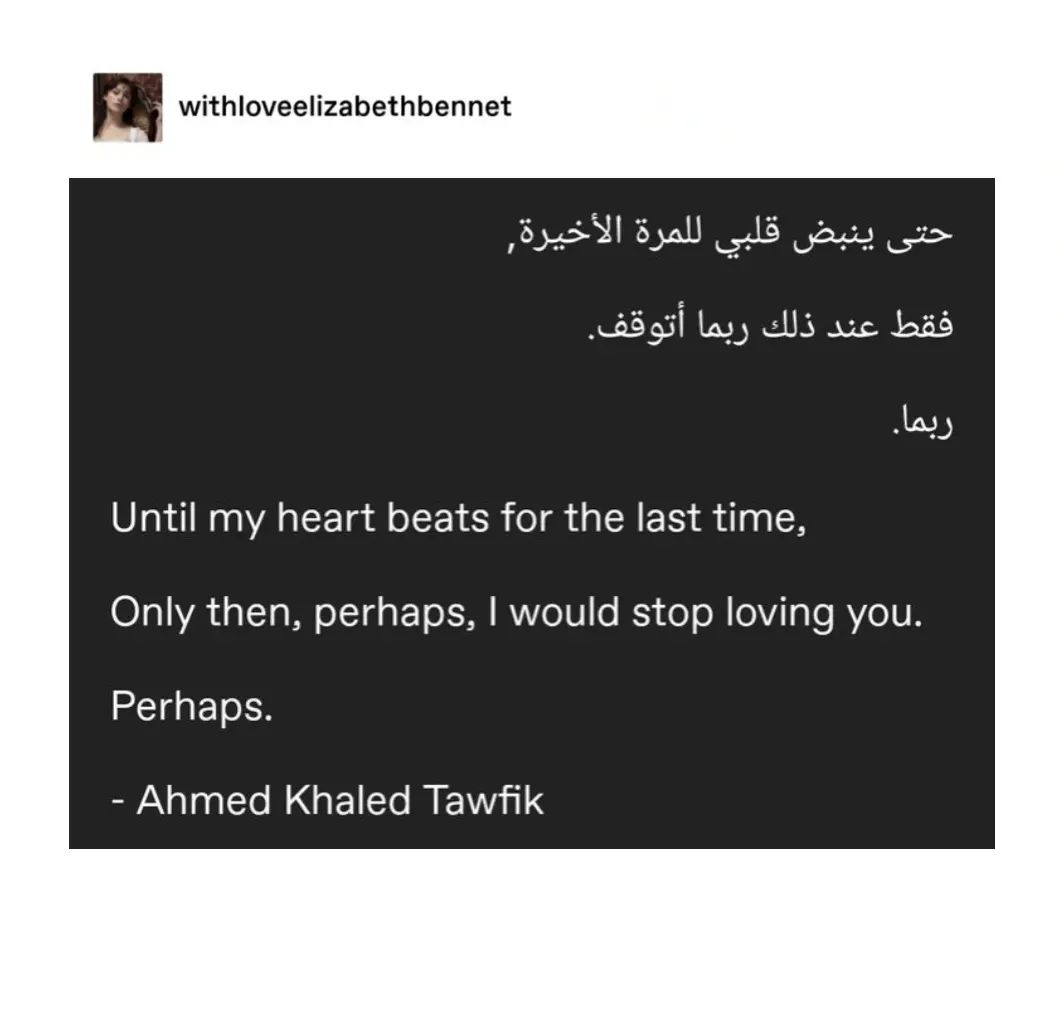 withloveelizabethbennet
حتى ينبض قلبي للمرة الأخيرة,
فقط عند ذلك ربما أتوقف.
ربما.
Until my heart beats for the last time,
Only then, perhaps, I would stop loving you.
Perhaps.
- Ahmed Khaled Tawfik